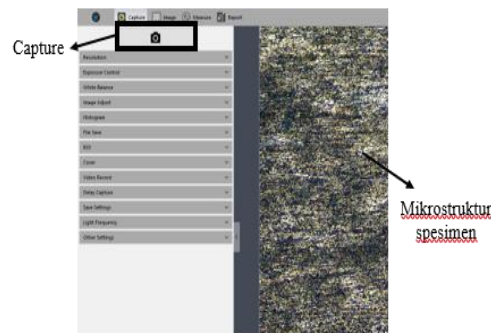 Capture Image Measure Report
Capture
Resolution
Exposure Control
White Balance
Image Adjust
Histogram
File Save
ROI
Cover
Video Record
Delay Capture
Save Settings
Light Frequency
Other Settings
Mikrostruktur
spesimen